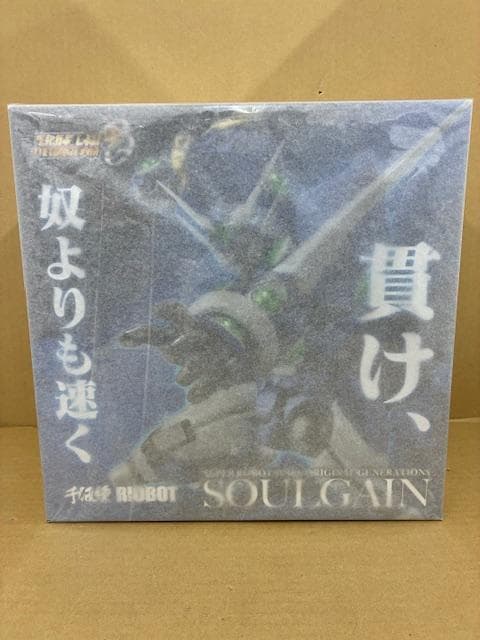 貫け、
奴よりも速く
千値練 RIOBOT
SUPER ROBOT WARS ORIGINAL GENERATIONS
SOULGAIN